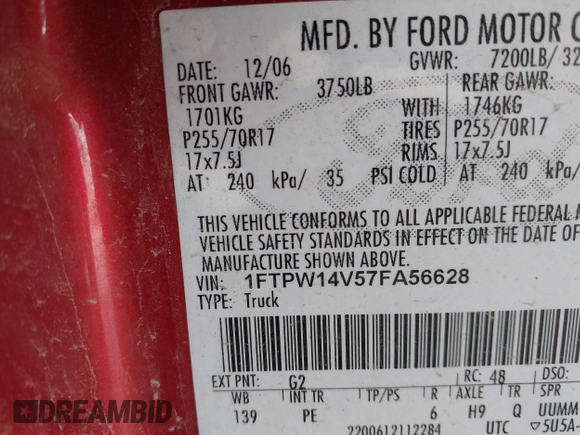 MFD. BY FORD MOTOR
DATE: 12/06 GVWR: 7200LB/ 32
FRONT GAWR: 3750LB REAR GAWR:
1701KG WITH 1746KG
P255/70R17 TIRES P255/70R17
17x7.5J RIMS 17x7.5J
AT: 240 kPa/ 35 PSI COLD AT 240 kPa/
THIS VEHICLE CONFORMS TO ALL APPLICABLE FEDERAL
VEHICLE SAFETY STANDARDS IN EFFECT ON THE DATE OF
MANUFACTURE SHOWN ABOVE.
VIN: 1FTPW14V57FA56628
TYPE: Truck
EXT PNT: G2 RC: 48 DSO:
WB INT TR TP/PS R AXLE TR SPR
139 PE 6 H9 Q UUMM
2200612112284 UTC ▽5U5A-
DREAMBID